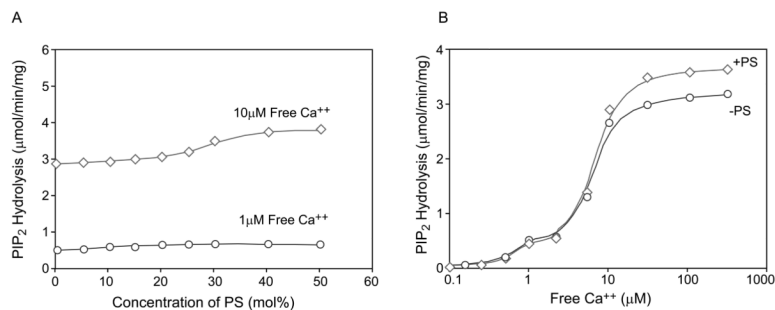 A
PIP2 Hydrolysis (μmol/min/mg)
6
5
4
3
2
1
0
10μM Free Ca++
1μM Free Ca++
0 10 20 30 40 50 60
Concentration of PS (mol%)
B
PIP2 Hydrolysis (μmol/min/mg)
4
3
2
1
0
+PS
-PS
0.1 1 10 100 1000
Free Ca++ (μM)